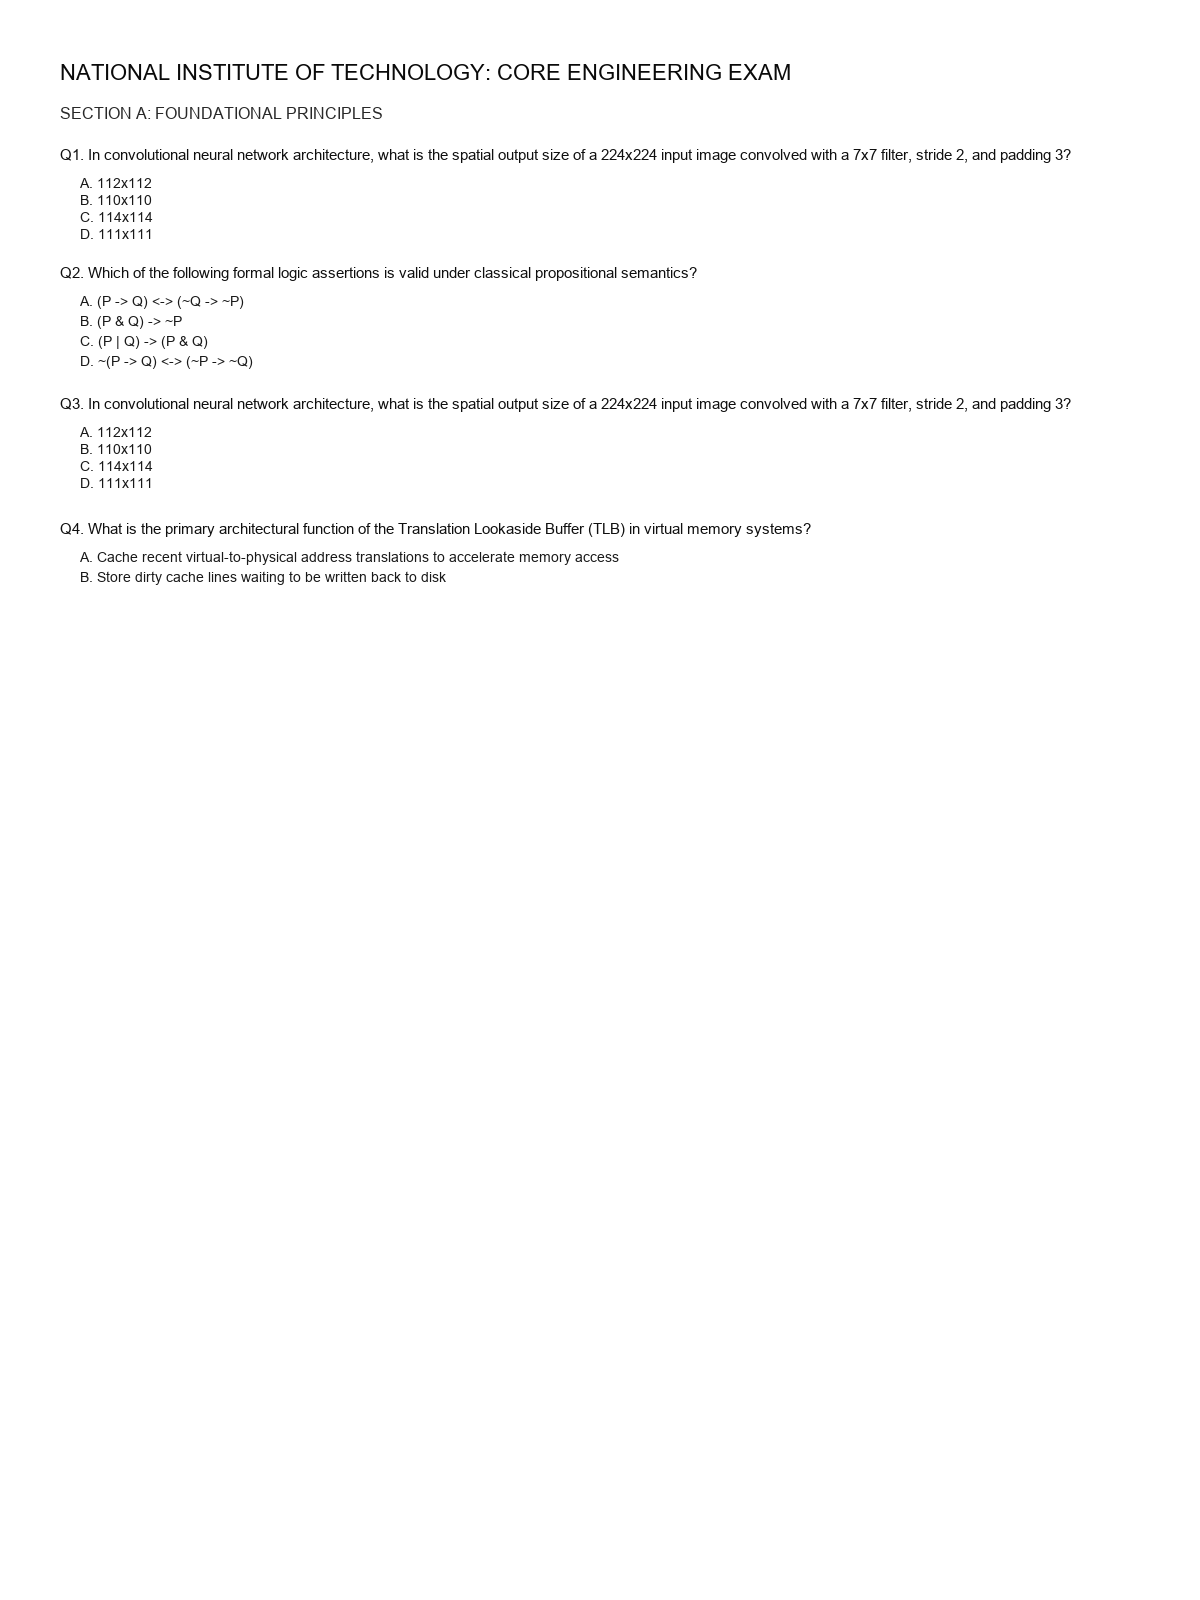 NATIONAL INSTITUTE OF TECHNOLOGY: CORE ENGINEERING EXAM
SECTION A: FOUNDATIONAL PRINCIPLES
Q1. In convolutional neural network architecture, what is the spatial output size of a 224x224 input image convolved with a 7x7 filter, stride 2, and padding 3?
A. 112x112
B. 110x110
C. 114x114
D. 111x111
Q2. Which of the following formal logic assertions is valid under classical propositional semantics?
A. (P -> Q) <-> (~Q -> ~P)
B. (P & Q) -> ~P
C. (P | Q) -> (P & Q)
D. ~(P -> Q) <-> (~P -> ~Q)
Q3. In convolutional neural network architecture, what is the spatial output size of a 224x224 input image convolved with a 7x7 filter, stride 2, and padding 3?
A. 112x112
B. 110x110
C. 114x114
D. 111x111
Q4. What is the primary architectural function of the Translation Lookaside Buffer (TLB) in virtual memory systems?
A. Cache recent virtual-to-physical address translations to accelerate memory access
B. Store dirty cache lines waiting to be written back to disk